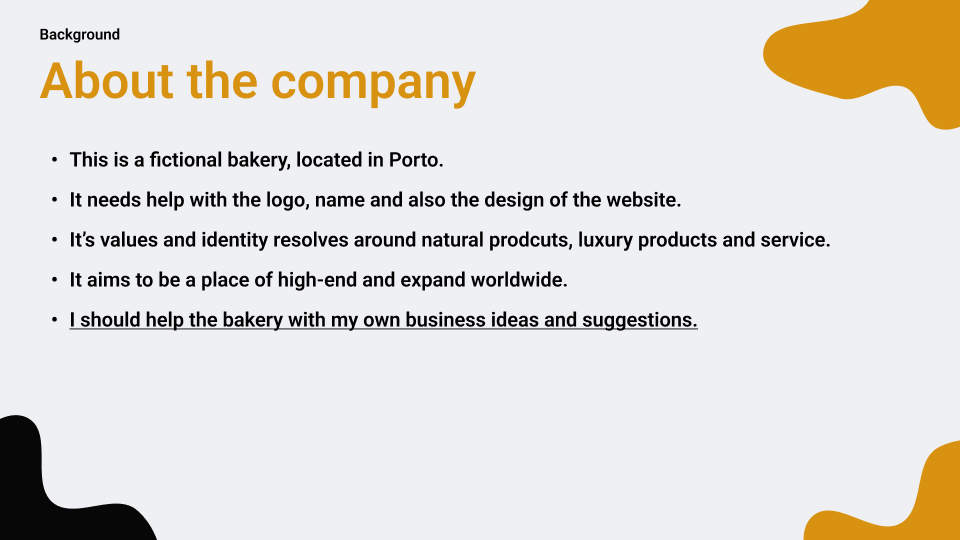 Background
About the company
• This is a fictional bakery, located in Porto.
• It needs help with the logo, name and also the design of the website.
• It’s values and identity resolves around natural prodcuts, luxury products and service.
• It aims to be a place of high-end and expand worldwide.
• I should help the bakery with my own business ideas and suggestions.